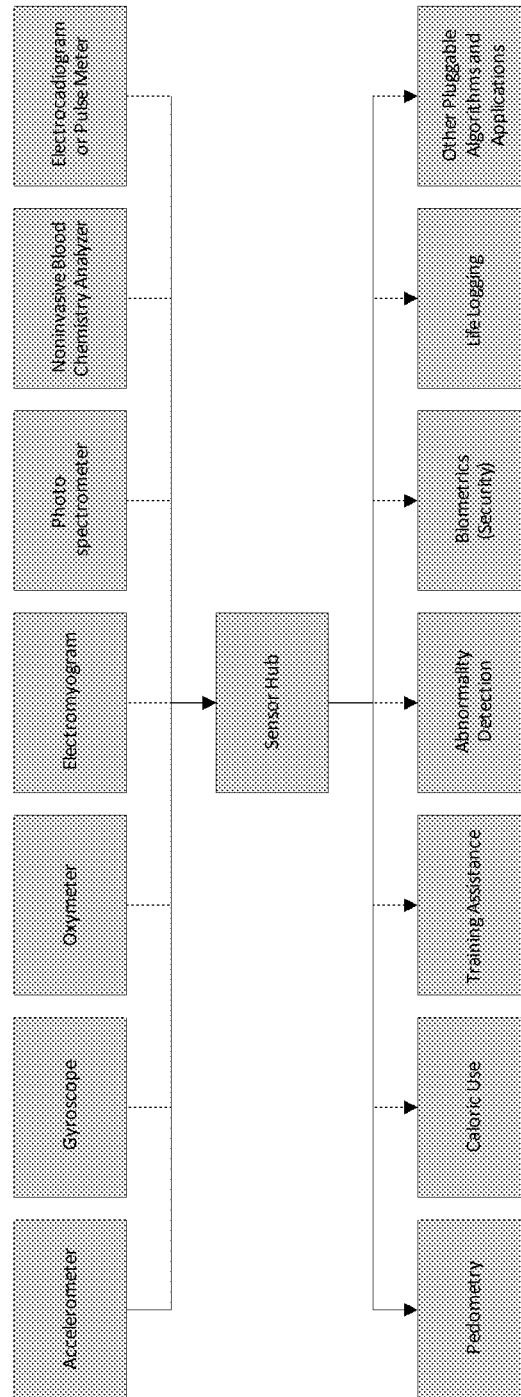 Accelerometer
Gyroscope
Oxymeter
Electromyogram
Photo
spectrometer
Noninvasive Blood
Chemistry Analyzer
Electrocadiogram
or Pulse Meter
Sensor Hub
Pedometry
Caloric Use
Training Assistance
Abnormality
Detection
Biometrics
(Security)
Life Logging
Other Pluggable
Algorithms and
Applications